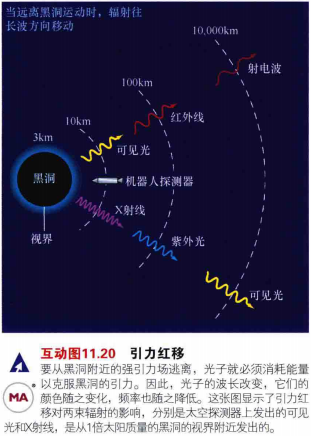 当远离黑洞运动时，辐射往
长波方向移动
10,000km
射电波
100km
红外线
10km
可见光
3km
黑洞
机器人探测器
X射线
视界
紫外光
可见光
互动图11.20 引力红移
要从黑洞附近的强引力场逃离，光子就必须消耗能量
以克服黑洞的引力。因此，光子的波长改变，它们的
MA
颜色随之变化，频率也随之降低。这张图显示了引力红
移对两束辐射的影响，分别是太空探测器上发出的可见
光和X射线，是从1倍太阳质量的黑洞的视界附近发出的。